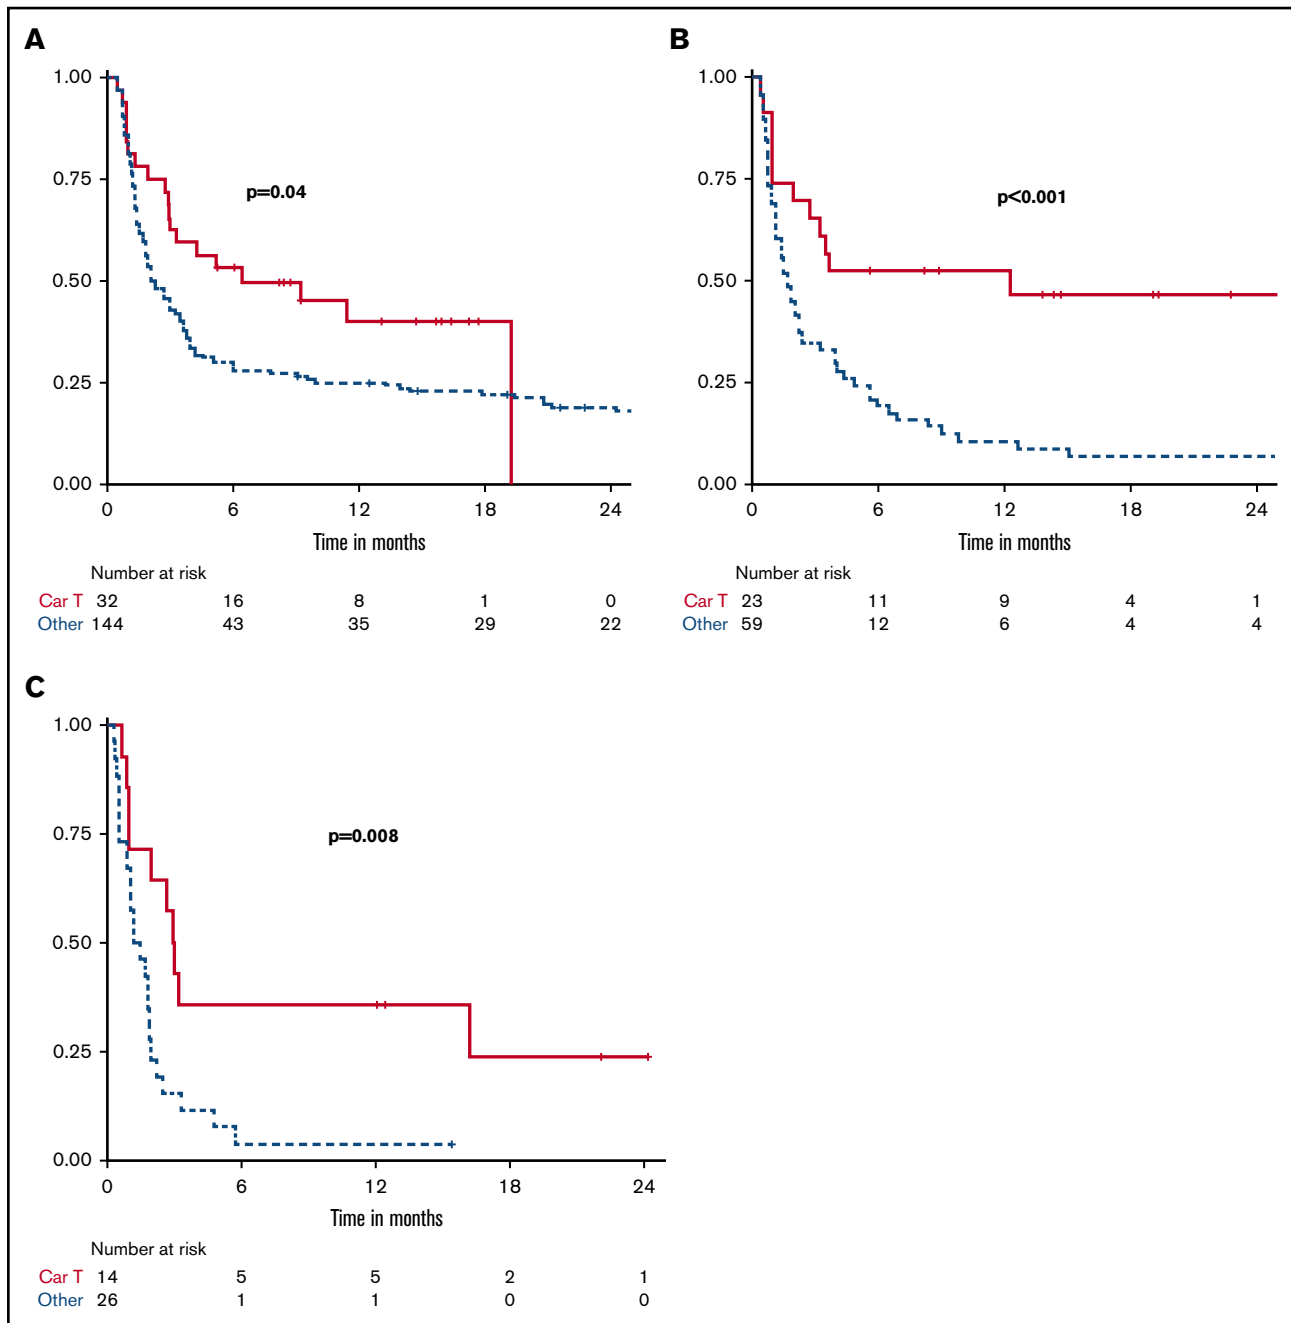 A
1.00
0.75
0.50
0.25
0.00
p=0.04
0 6 12 18 24
Time in months
Number at risk
Car T 32 16 8 1 0
Other 144 43 35 29 22
B
1.00
0.75
0.50
0.25
0.00
p<0.001
0 6 12 18 24
Time in months
Number at risk
Car T 23 11 9 4 1
Other 59 12 6 4 4
C
1.00
0.75
0.50
0.25
0.00
p=0.008
0 6 12 18 24
Time in months
Number at risk
Car T 14 5 5 2 1
Other 26 1 1 0 0